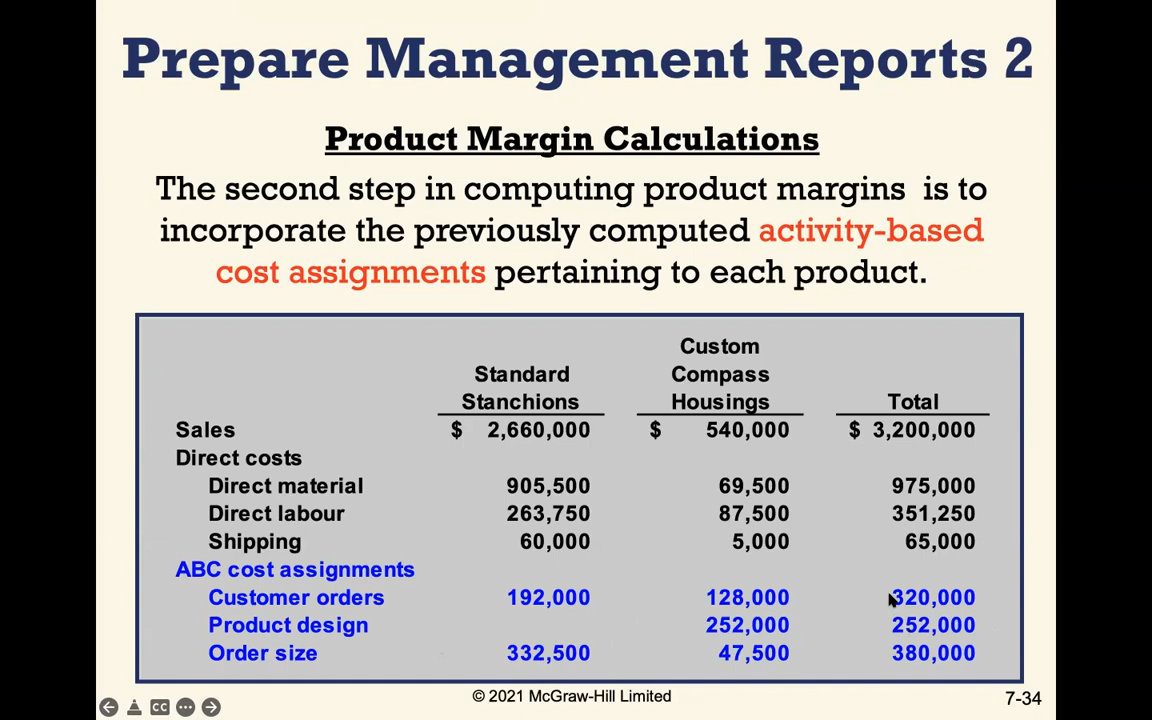 Prepare Management Reports 2
Product Margin Calculations
The second step in computing product margins is to
incorporate the previously computed activity-based
cost assignments pertaining to each product.
Custom
Standard Compass
Stanchions Housings Total
Sales $ 2,660,000 $ 540,000 $ 3,200,000
Direct costs
Direct material 905,500 69,500 975,000
Direct labour 263,750 87,500 351,250
Shipping 60,000 5,000 65,000
ABC cost assignments
Customer orders 192,000 128,000 320,000
Product design 252,000 252,000
Order size 332,500 47,500 380,000
© 2021 McGraw-Hill Limited
7-34
CC